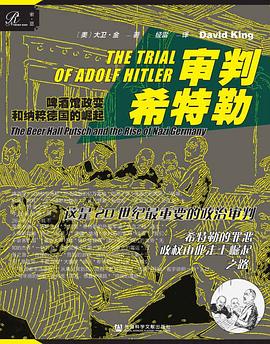 [美] 大卫·金 著 经雷 译 David King
THE TRIAL
OF ADOLF HITLER
审判
希特勒
啤酒馆政变
和纳粹德国的崛起
The Beer Hall Putsch and the Rise of Nazi Germany
这是20世纪最重要的政治审判
希特勒的罪恶
政权由此走上崛起
之路
社会科学文献出版社